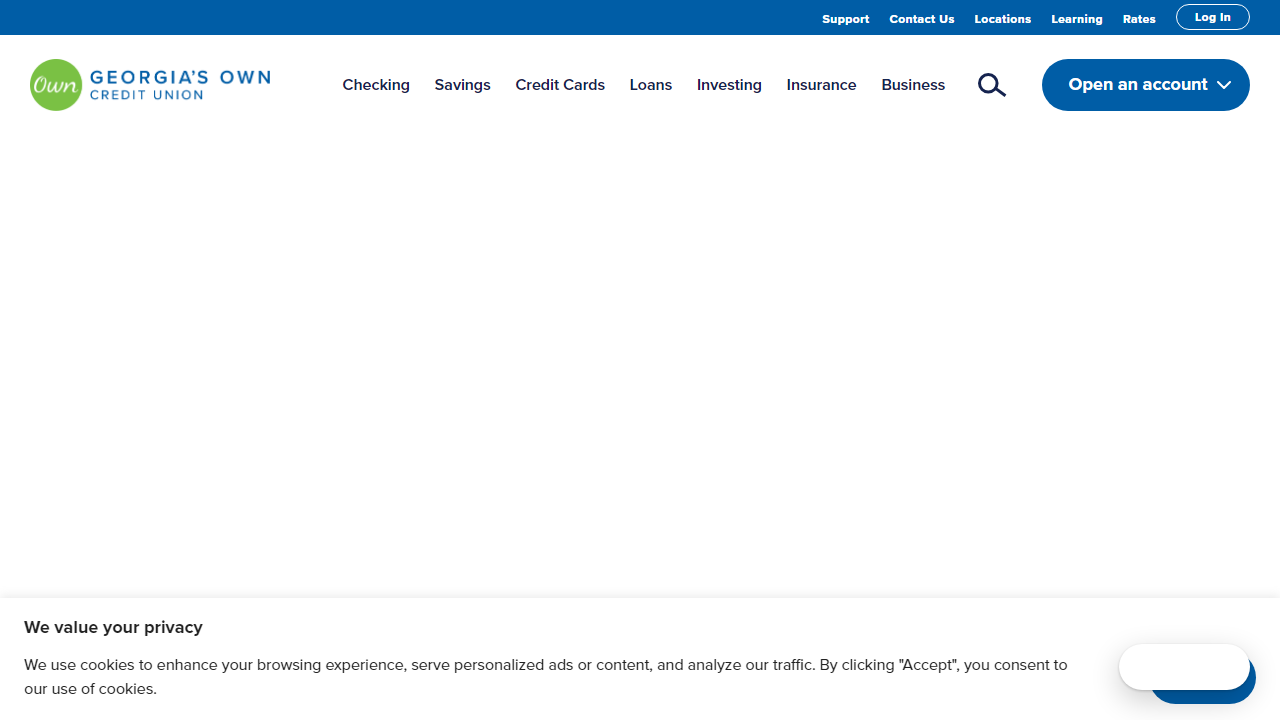 Support Contact Us Locations Learning Rates Log In
Own GEORGIA'S OWN
CREDIT UNION
Checking Savings Credit Cards Loans Investing Insurance Business Open an account
We value your privacy
We use cookies to enhance your browsing experience, serve personalized ads or content, and analyze our traffic. By clicking "Accept", you consent to
our use of cookies.